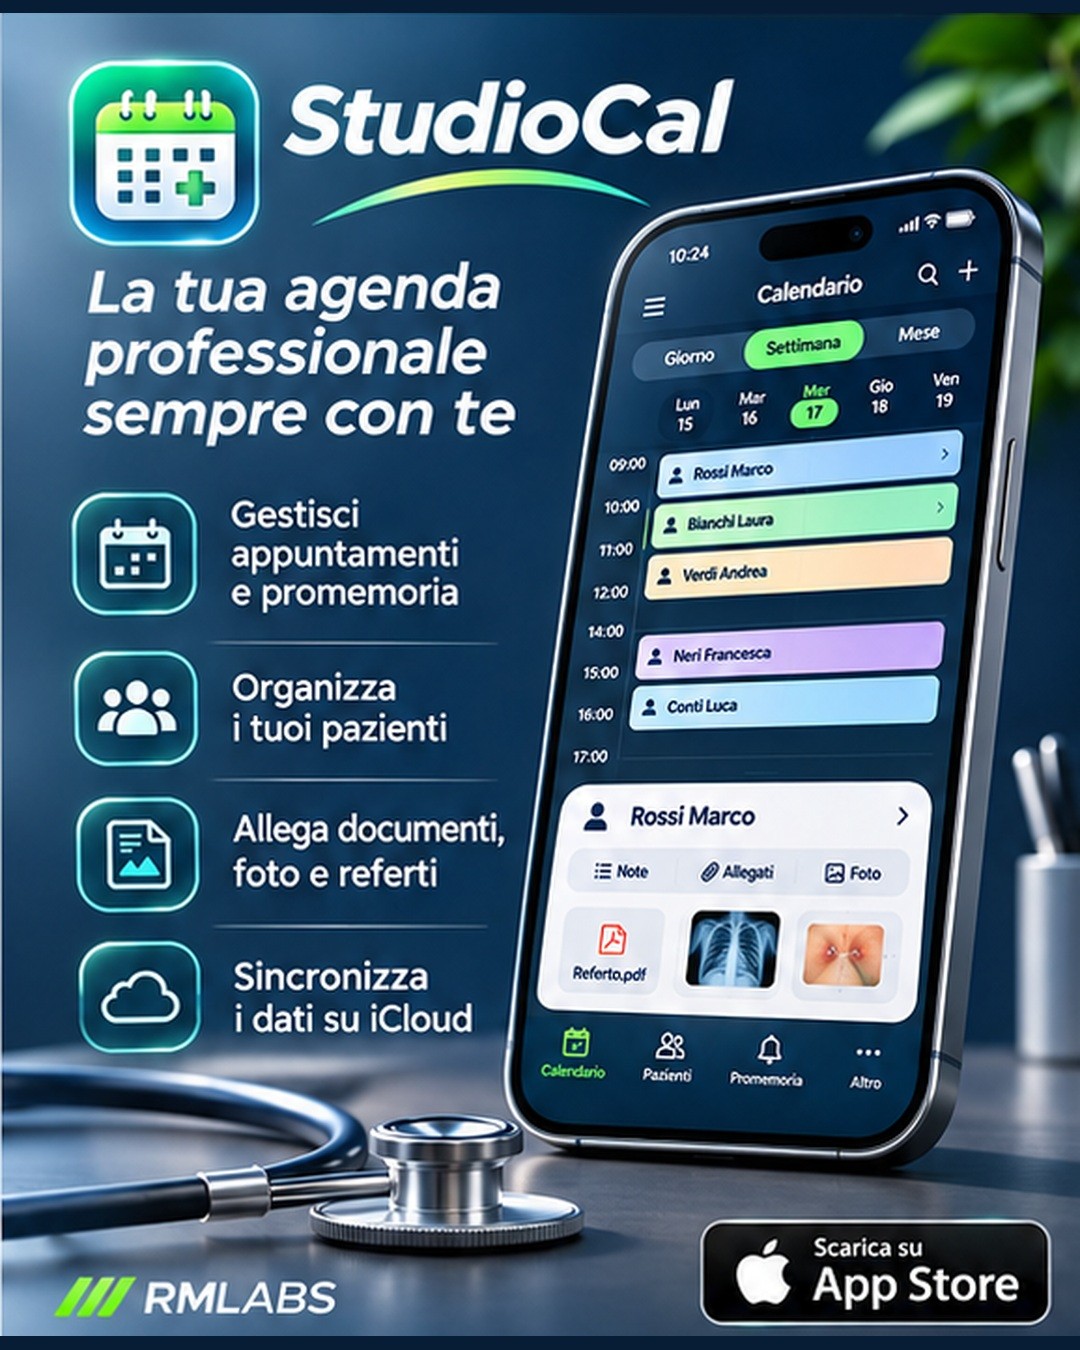 StudioCal
La tua agenda
professionale
sempre con te
Gestisci
appuntamenti
e promemoria
Organizza
i tuoi pazienti
Allega documenti,
foto e referti
Sincronizza
i dati su iCloud
10:24
Calendario
Giorno Settimana Mese
Lun Mar Mer Gio Ven
15 16 17 18 19
09:00
Rossi Marco
10:00
Bianchi Laura
11:00
Verdi Andrea
12:00
14:00
Neri Francesca
15:00
Conti Luca
16:00
17:00
Rossi Marco
Note Allegati Foto
Referto.pdf
Calendario Pazienti Promemoria Altro
RMLABS
Scarica su
App Store